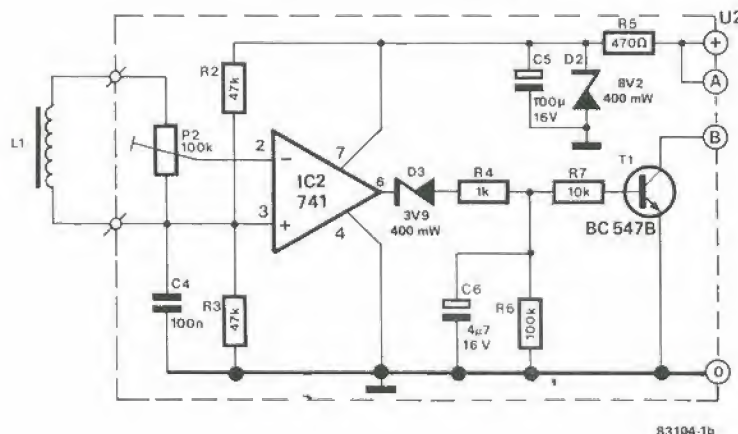 U2
R5
470Ω
+
A
B
0
C5
100µ
16V
D2
8V2
400 mW
R2
47k
L1
P2
100k
2
−
7
IC2
741
6
3
+
4
D3
3V9
400 mW
R4
1k
R7
10k
T1
BC 547B
C4
100n
R3
47k
C6
4µ7
16 V
R6
100k
83104-1b